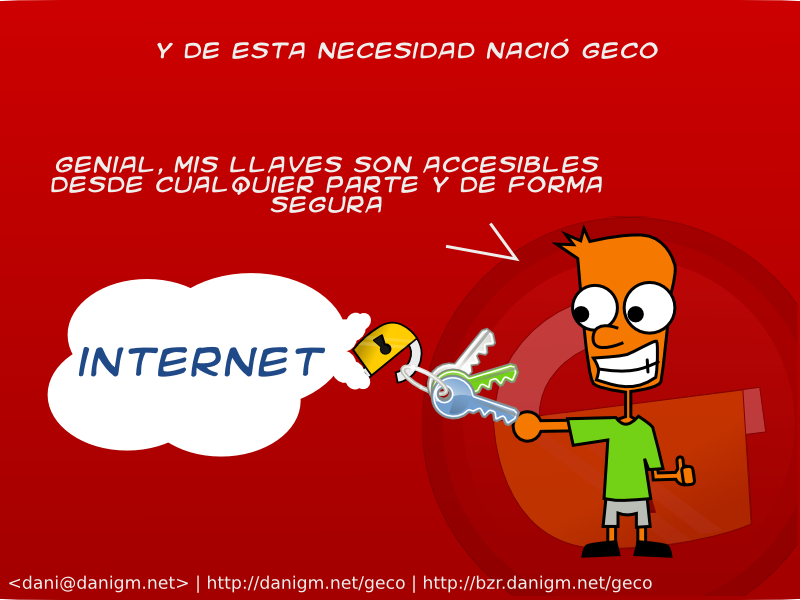 Y DE ESTA NECESIDAD NACIÓ GECO
GENIAL, MIS LLAVES SON ACCESIBLES
DESDE CUALQUIER PARTE Y DE FORMA
SEGURA
INTERNET
<dani@danigm.net> | http://danigm.net/geco | http://bzr.danigm.net/geco